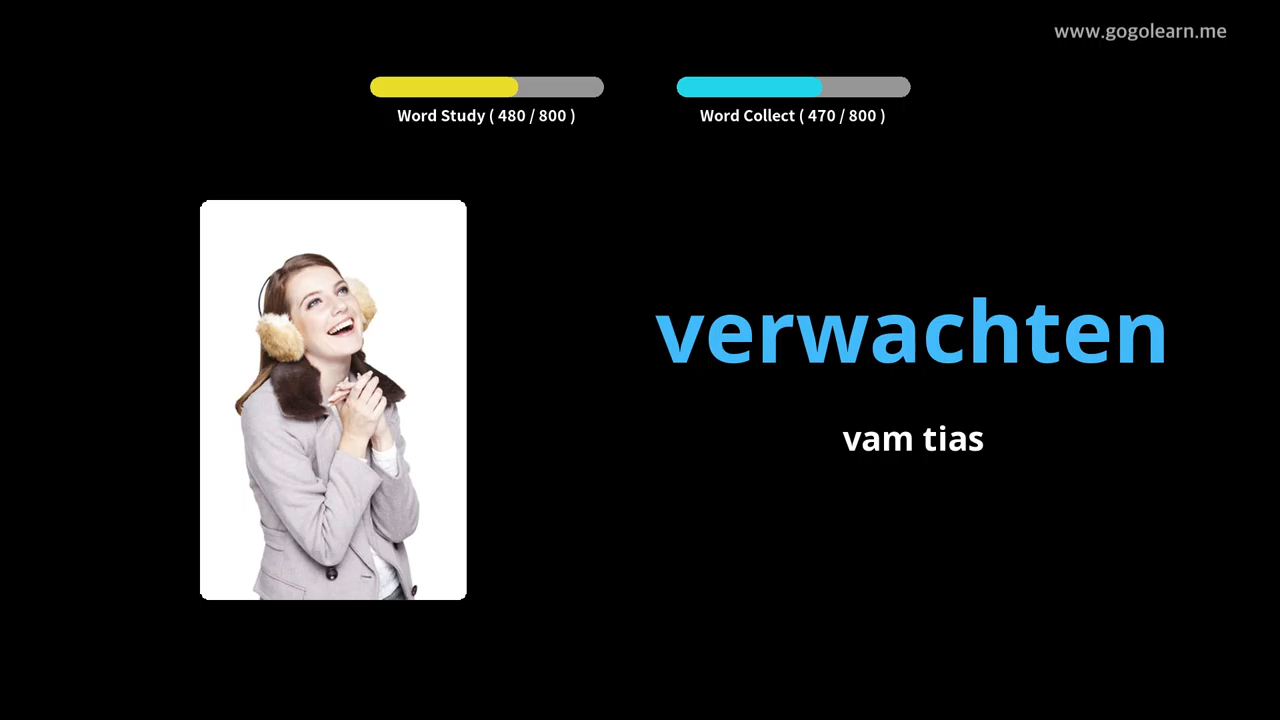 www.gogolearn.me
Word Study ( 480 / 800 )
Word Collect ( 470 / 800 )
verwachten
vam tias